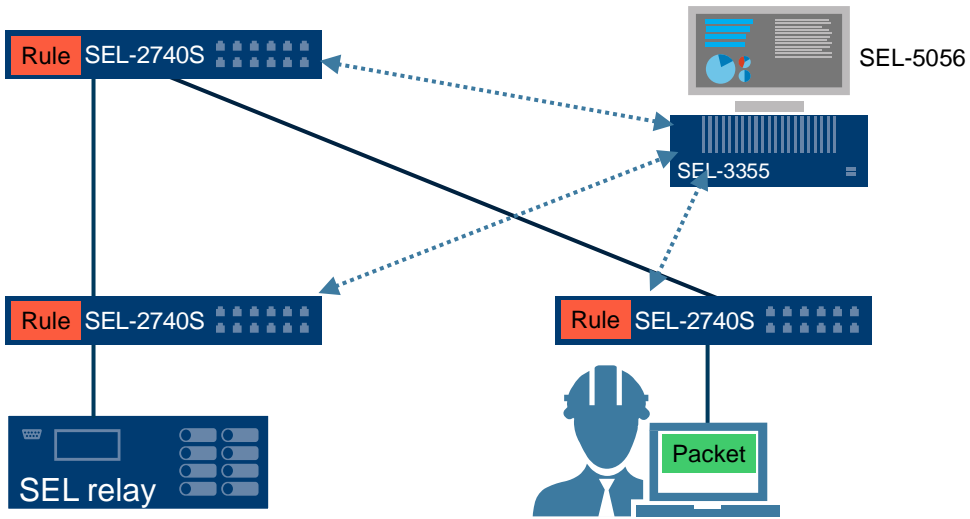 Rule SEL-2740S
SEL-5056
SEL-3355
Rule SEL-2740S
Rule SEL-2740S
Packet
SEL relay